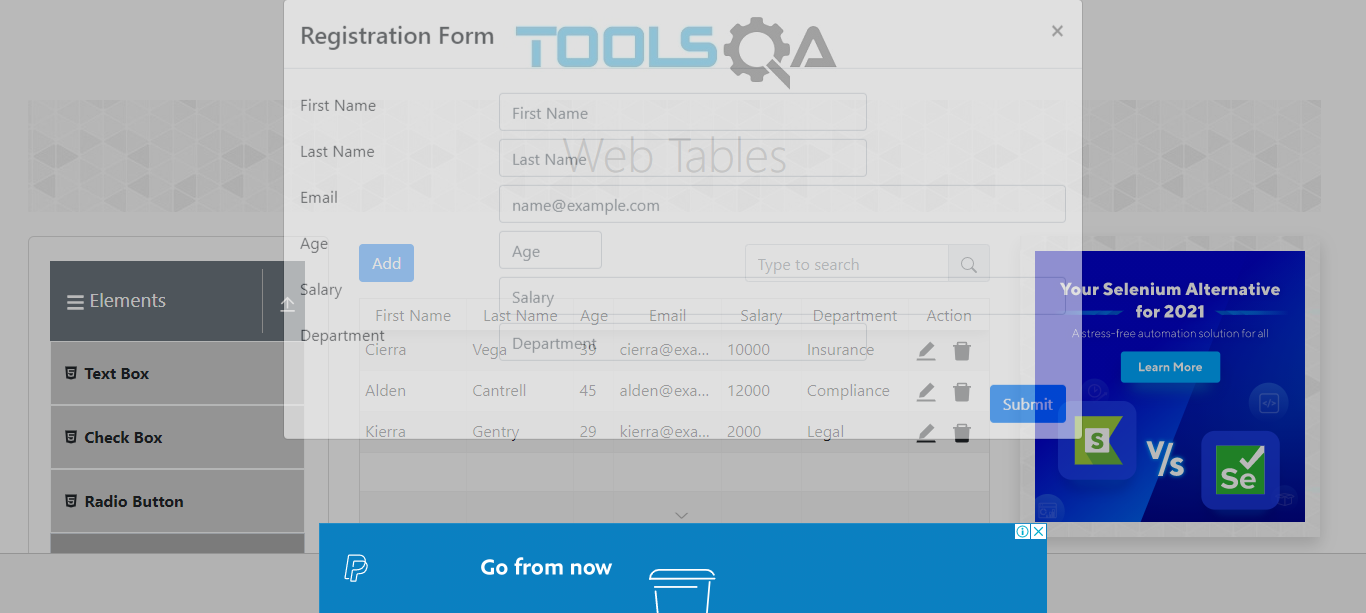 Registration Form
TOOLSQA
×
First Name
First Name
Last Name
Last Name
Web Tables
Email
name@example.com
Age
Age
Salary
Salary
Department
Department
Elements
Text Box
Check Box
Radio Button
Add
Type to search
First Name Last Name Age Email Salary Department Action
Cierra Vega 39 cierra@exa... 10000 Insurance
Alden Cantrell 45 alden@exa... 12000 Compliance
Kierra Gentry 29 kierra@exa... 2000 Legal
Submit
Your Selenium Alternative
for 2021
A stress-free automation solution for all
Learn More
S
V/s
Se
Go from now